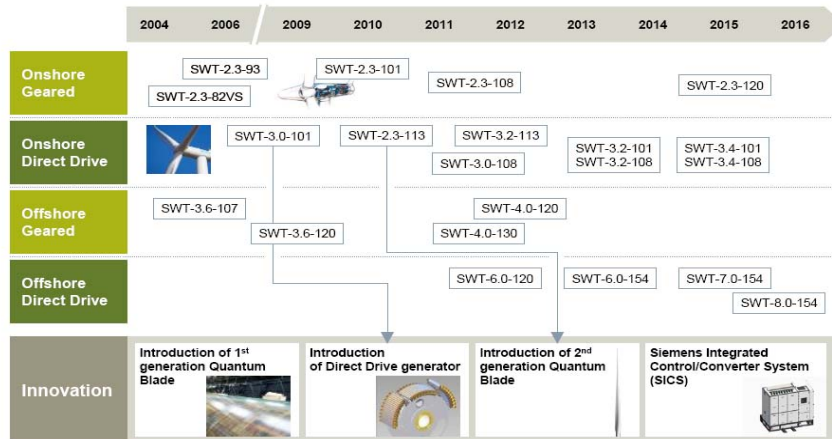 2004 2006 2009 2010 2011 2012 2013 2014 2015 2016
Onshore
Geared
SWT-2.3-93
SWT-2.3-82VS
SWT-2.3-101
SWT-2.3-108
SWT-2.3-120
Onshore
Direct Drive
SWT-3.0-101
SWT-2.3-113
SWT-3.2-113
SWT-3.0-108
SWT-3.2-101
SWT-3.2-108
SWT-3.4-101
SWT-3.4-108
Offshore
Geared
SWT-3.6-107
SWT-3.6-120
SWT-4.0-120
SWT-4.0-130
Offshore
Direct Drive
SWT-6.0-120
SWT-6.0-154
SWT-7.0-154
SWT-8.0-154
Innovation
Introduction of 1st
generation Quantum
Blade
Introduction
of Direct Drive generator
Introduction of 2nd
generation Quantum
Blade
Siemens Integrated
Control/Converter System
(SICS)